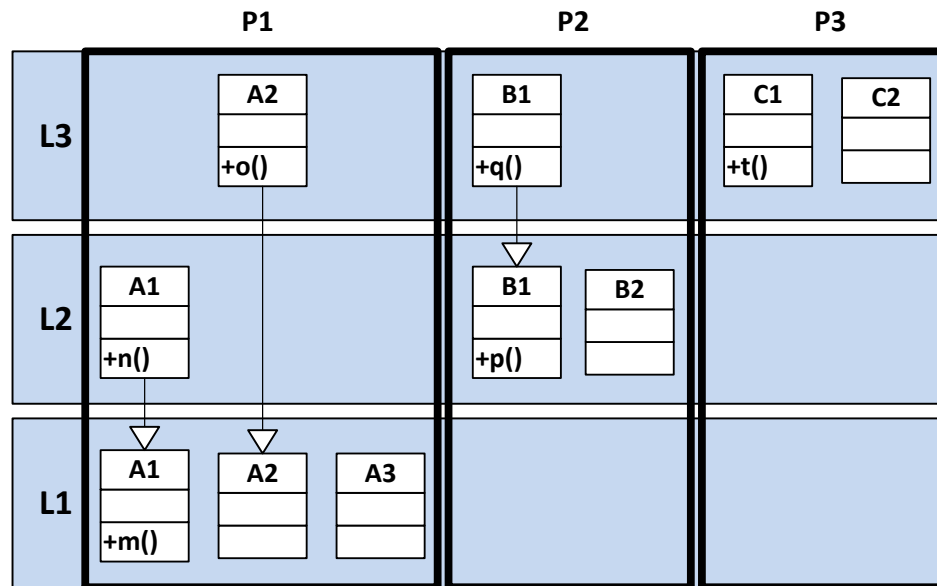 P1 P2 P3
A2 B1 C1 C2
L3
+o() +q() +t()
A1 B1 B2
L2
+n() +p()
A1 A2 A3
L1
+m()